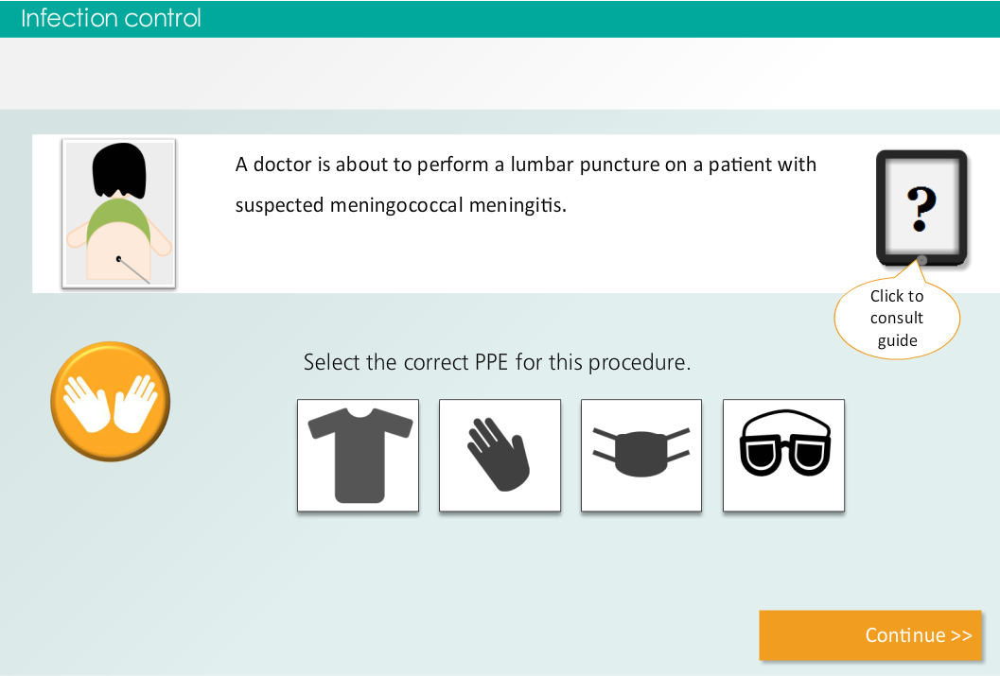 Infection control
A doctor is about to perform a lumbar puncture on a patient with
suspected meningococcal meningitis.
?
Click to
consult
guide
Select the correct PPE for this procedure.
Continue >>